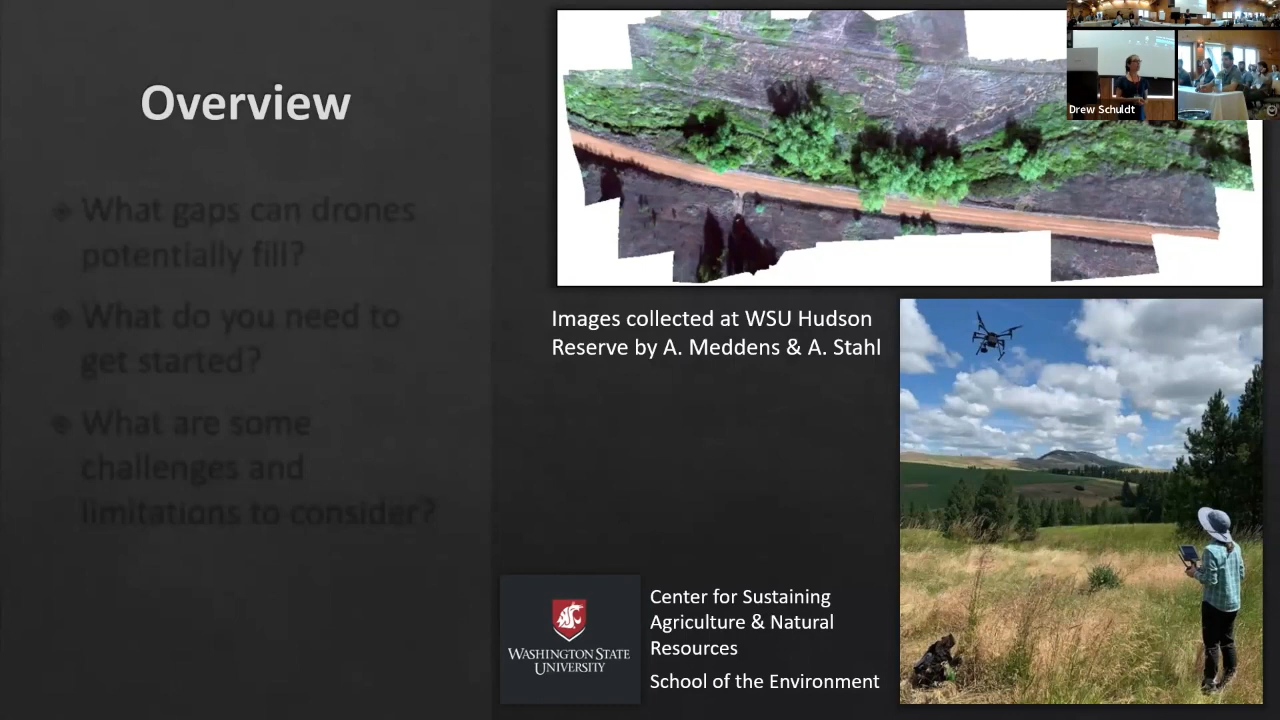 Overview
What gaps can drones
potentially fill?
What do you need to
get started?
What are some
challenges and
limitations to consider?
Drew Schuldt
Images collected at WSU Hudson
Reserve by A. Meddens & A. Stahl
WASHINGTON STATE
UNIVERSITY
Center for Sustaining
Agriculture & Natural
Resources
School of the Environment